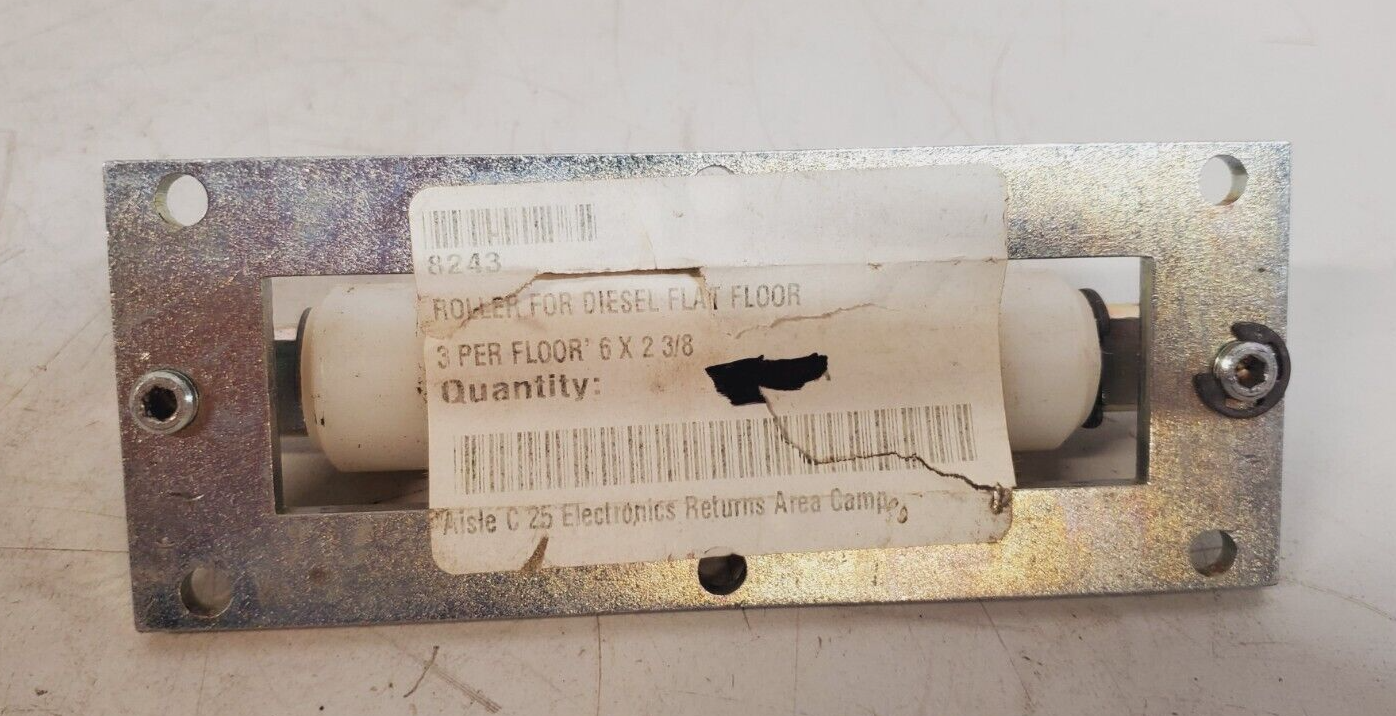 8243
ROLLER FOR DIESEL FLAT FLOOR
3 PER FLOOR' 6 X 2 3/8
Quantity:
Aisle C 25 Electronics Returns Area Campo